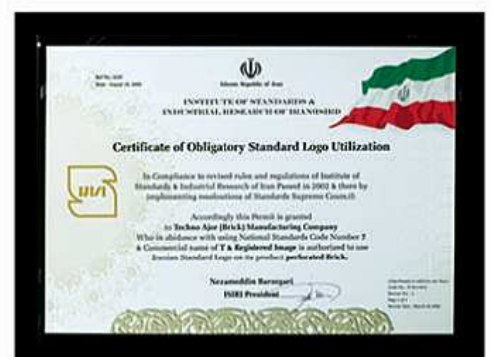 Islamic Republic of Iran
INSTITUTE OF STANDARDS &
INDUSTRIAL RESEARCH OF IRAN(ISIRI)
Certificate of Obligatory Standard Logo Utilization
In Compliance to revised rules and regulations of Institute of
Standards & Industrial Research of Iran Passed in 2002 & there by
implementing resolutions of Standards Supreme Council:
Accordingly this Permit is granted
to Techno Ajor (Brick) Manufacturing Company
Who in abidance with using National Standards Code Number 7
& Commercial name of T & Registered Image is authorized to use
Iranian Standard Logo on its product perforated Brick.
Nezameddin Barzegari
ISIRI President